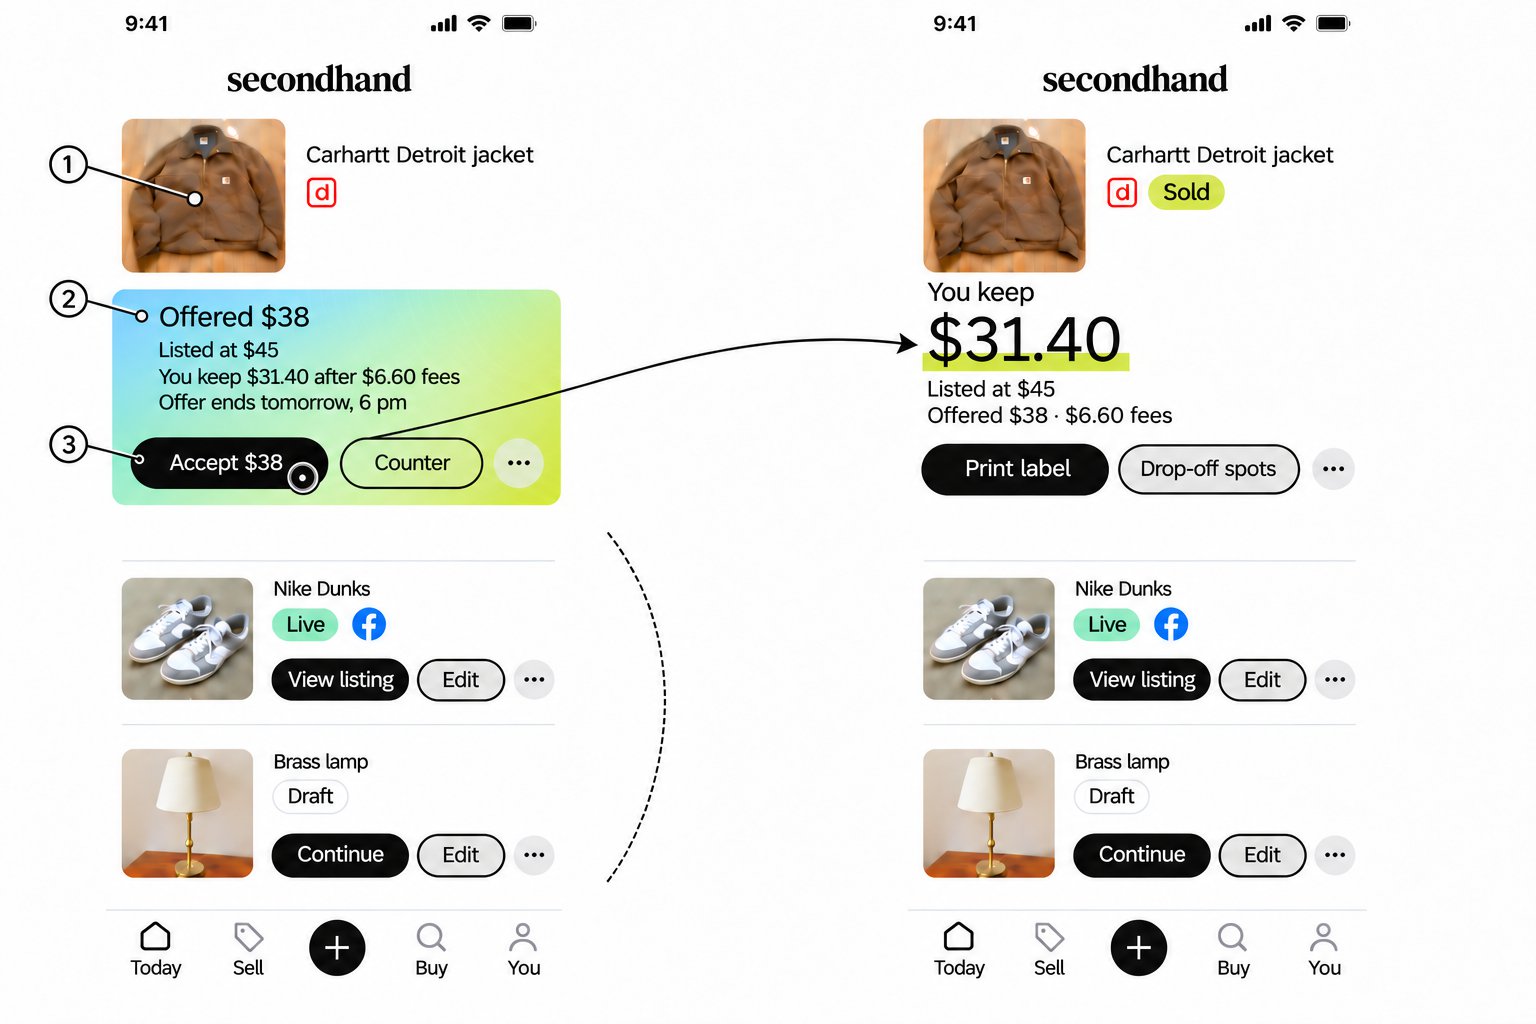 9:41
secondhand
1
Carhartt Detroit jacket
d
2
Offered $38
Listed at $45
You keep $31.40 after $6.60 fees
Offer ends tomorrow, 6 pm
3
Accept $38
Counter
Nike Dunks
Live
View listing
Edit
Brass lamp
Draft
Continue
Edit
Today
Sell
Buy
You
9:41
secondhand
Carhartt Detroit jacket
d
Sold
You keep
$31.40
Listed at $45
Offered $38 · $6.60 fees
Print label
Drop-off spots
Nike Dunks
Live
View listing
Edit
Brass lamp
Draft
Continue
Edit
Today
Sell
Buy
You